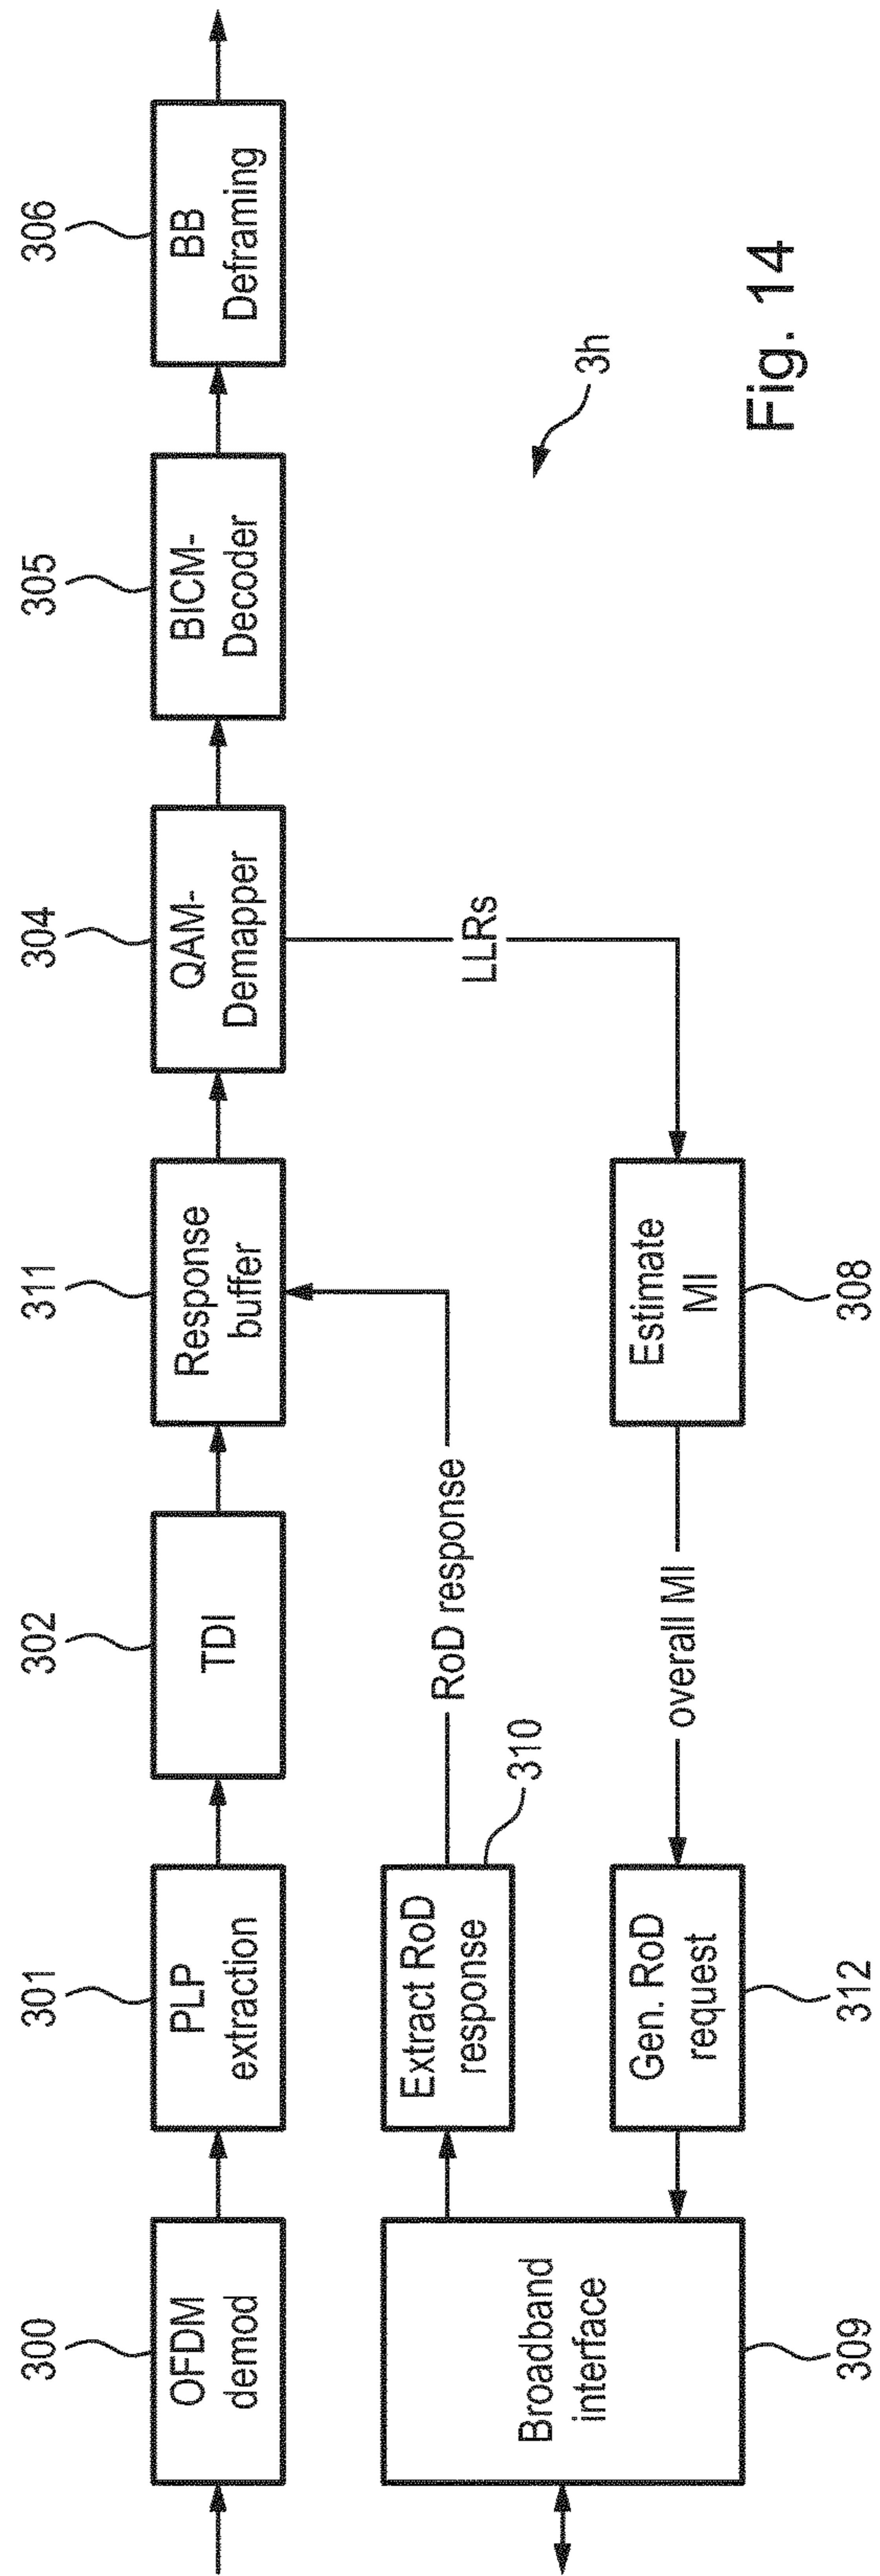 300
301
302
311
304
305
306
OFDM
demod
PLP
extraction
TDI
Response
buffer
QAM-
Demapper
BICM-
Decoder
BB
Deframing
Broadband
interface
Extract RoD
response
310
RoD response
LLRs
3h
Gen. RoD
request
overall MI
Estimate
MI
309
312
308
Fig. 14